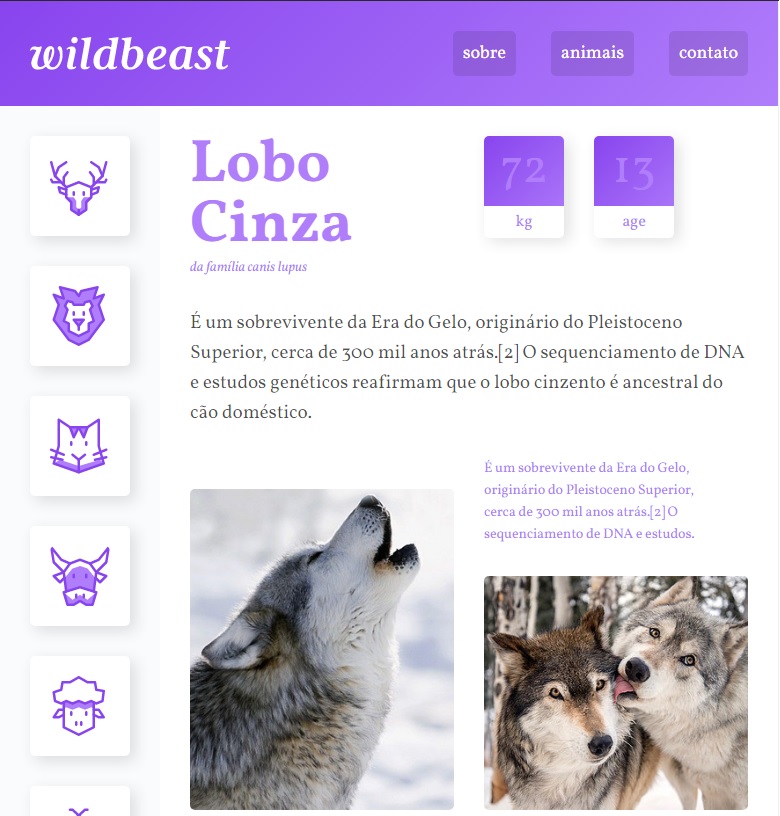 wildbeast
sobre
animais
contato
Lobo
Cinza
da família canis lupus
72
kg
13
age
É um sobrevivente da Era do Gelo, originário do Pleistoceno
Superior, cerca de 300 mil anos atrás.[2] O sequenciamento de DNA
e estudos genéticos reafirmam que o lobo cinzento é ancestral do
cão doméstico.
É um sobrevivente da Era do Gelo,
originário do Pleistoceno Superior,
cerca de 300 mil anos atrás.[2] O
sequenciamento de DNA e estudos.